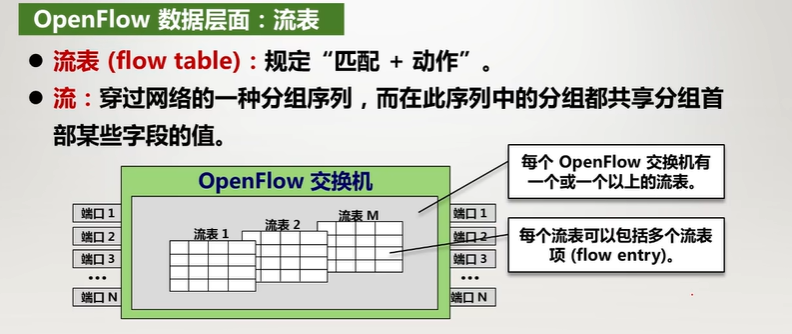 OpenFlow 数据层面：流表
● 流表 (flow table)：规定“匹配 + 动作”。
● 流：穿过网络的一种分组序列，而在此序列中的分组都共享分组首
部某些字段的值。
OpenFlow 交换机
每个 OpenFlow 交换机有
一个或一个以上的流表。
端口 1
端口 2
端口 3
•••
端口 N
流表 1
流表 2
流表 M
端口 1
端口 2
端口 3
•••
端口 N
每个流表可以包括多个流表
项 (flow entry)。